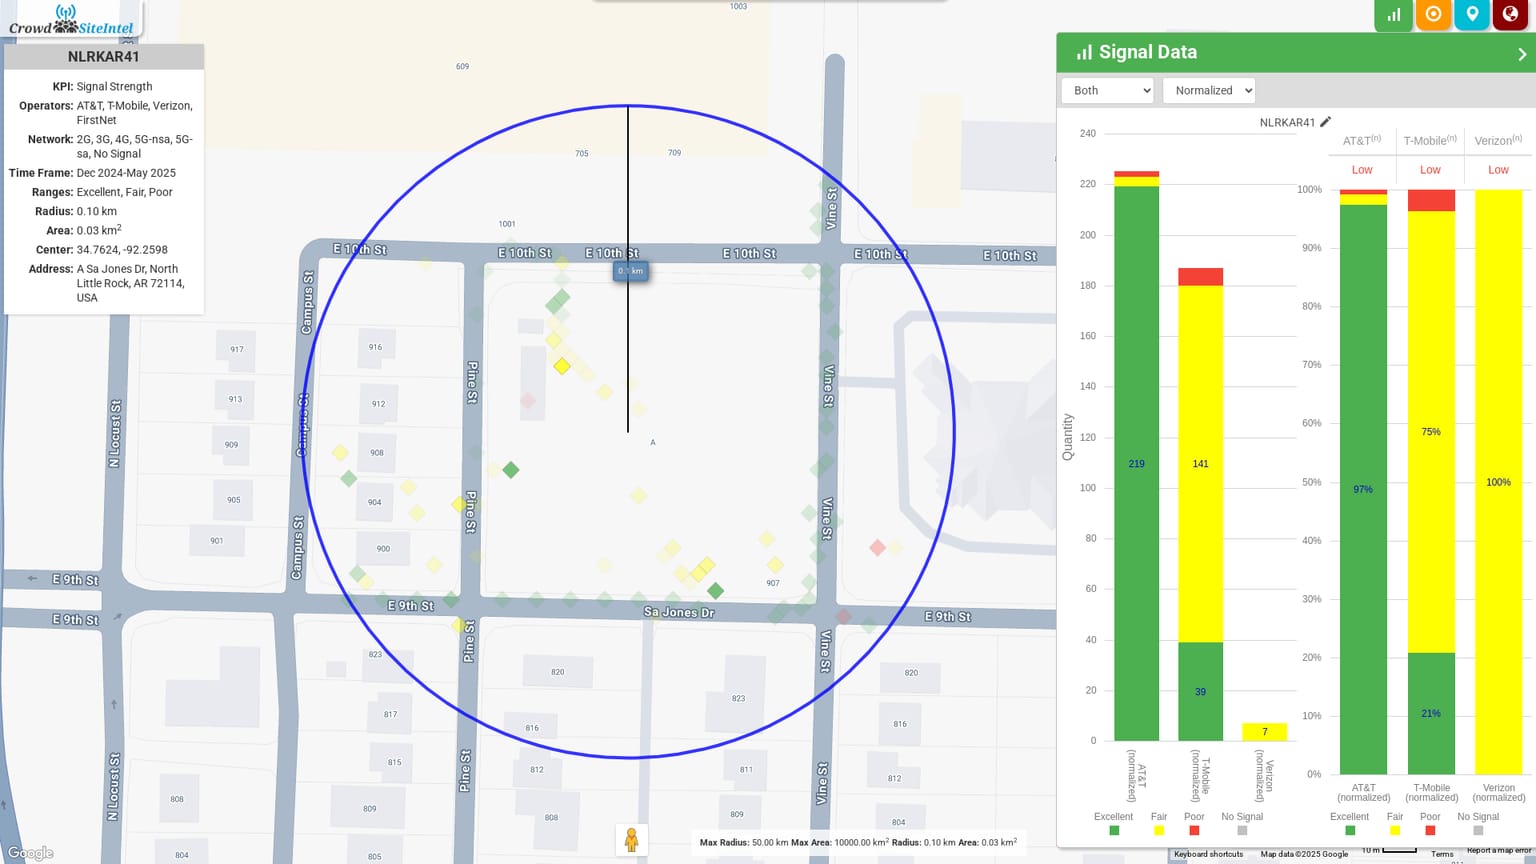 Crowd SiteIntel
NLRKAR41
KPI: Signal Strength
Operators: AT&T, T-Mobile, Verizon,
FirstNet
Network: 2G, 3G, 4G, 5G-nsa, 5G-
sa, No Signal
Time Frame: Dec 2024-May 2025
Ranges: Excellent, Fair, Poor
Radius: 0.10 km
Area: 0.03 km²
Center: 34.7624, -92.2598
Address: A Sa Jones Dr, North
Little Rock, AR 72114,
USA
1003
609
705
709
1001
E 10th St
E 10th St
E 10th St
E 10th St
E 10th St
E 10th St
0.1 km
Vine St
Campus St
917
916
Pine St
Vine St
913
912
Campus St
N Locust St
909
908
A
905
904
Pine St
Vine St
901
900
Campus St
907
E 9th St
E 9th St
E 9th St
Sa Jones Dr
E 9th St
Pine St
Vine St
823
820
820
823
817
816
816
815
812
811
812
Pine St
Vine St
N Locust St
808
809
808
809
804
804
805
Google
Max Radius: 50.00 km Max Area: 10000.00 km² Radius: 0.10 km Area: 0.03 km²
Signal Data
Both
Normalized
NLRKAR41
AT&T(n)
T-Mobile(n)
Verizon(n)
Low
Low
Low
Quantity
240
220
200
180
160
140
120
100
80
60
40
20
0
219
141
39
7
AT&T
(normalized)
T-Mobile
(normalized)
Verizon
(normalized)
Excellent
Fair
Poor
No Signal
100%
90%
80%
70%
60%
50%
40%
30%
20%
10%
0%
97%
75%
21%
100%
AT&T
(normalized)
T-Mobile
(normalized)
Verizon
(normalized)
Excellent
Fair
Poor
No Signal
Keyboard shortcuts
Map data ©2025 Google
10 m
Terms
Report a map error